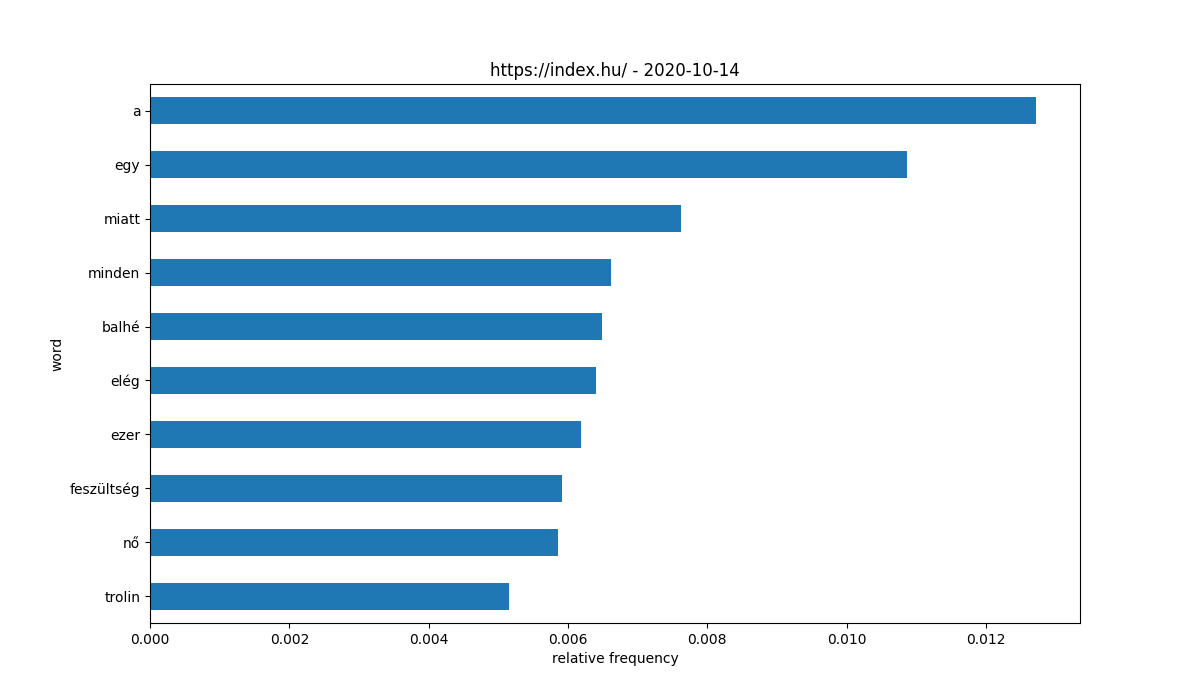 https://index.hu/ - 2020-10-14
a
egy
miatt
minden
balhé
elég
ezer
feszültség
nő
trolin
word
0.000 0.002 0.004 0.006 0.008 0.010 0.012
relative frequency